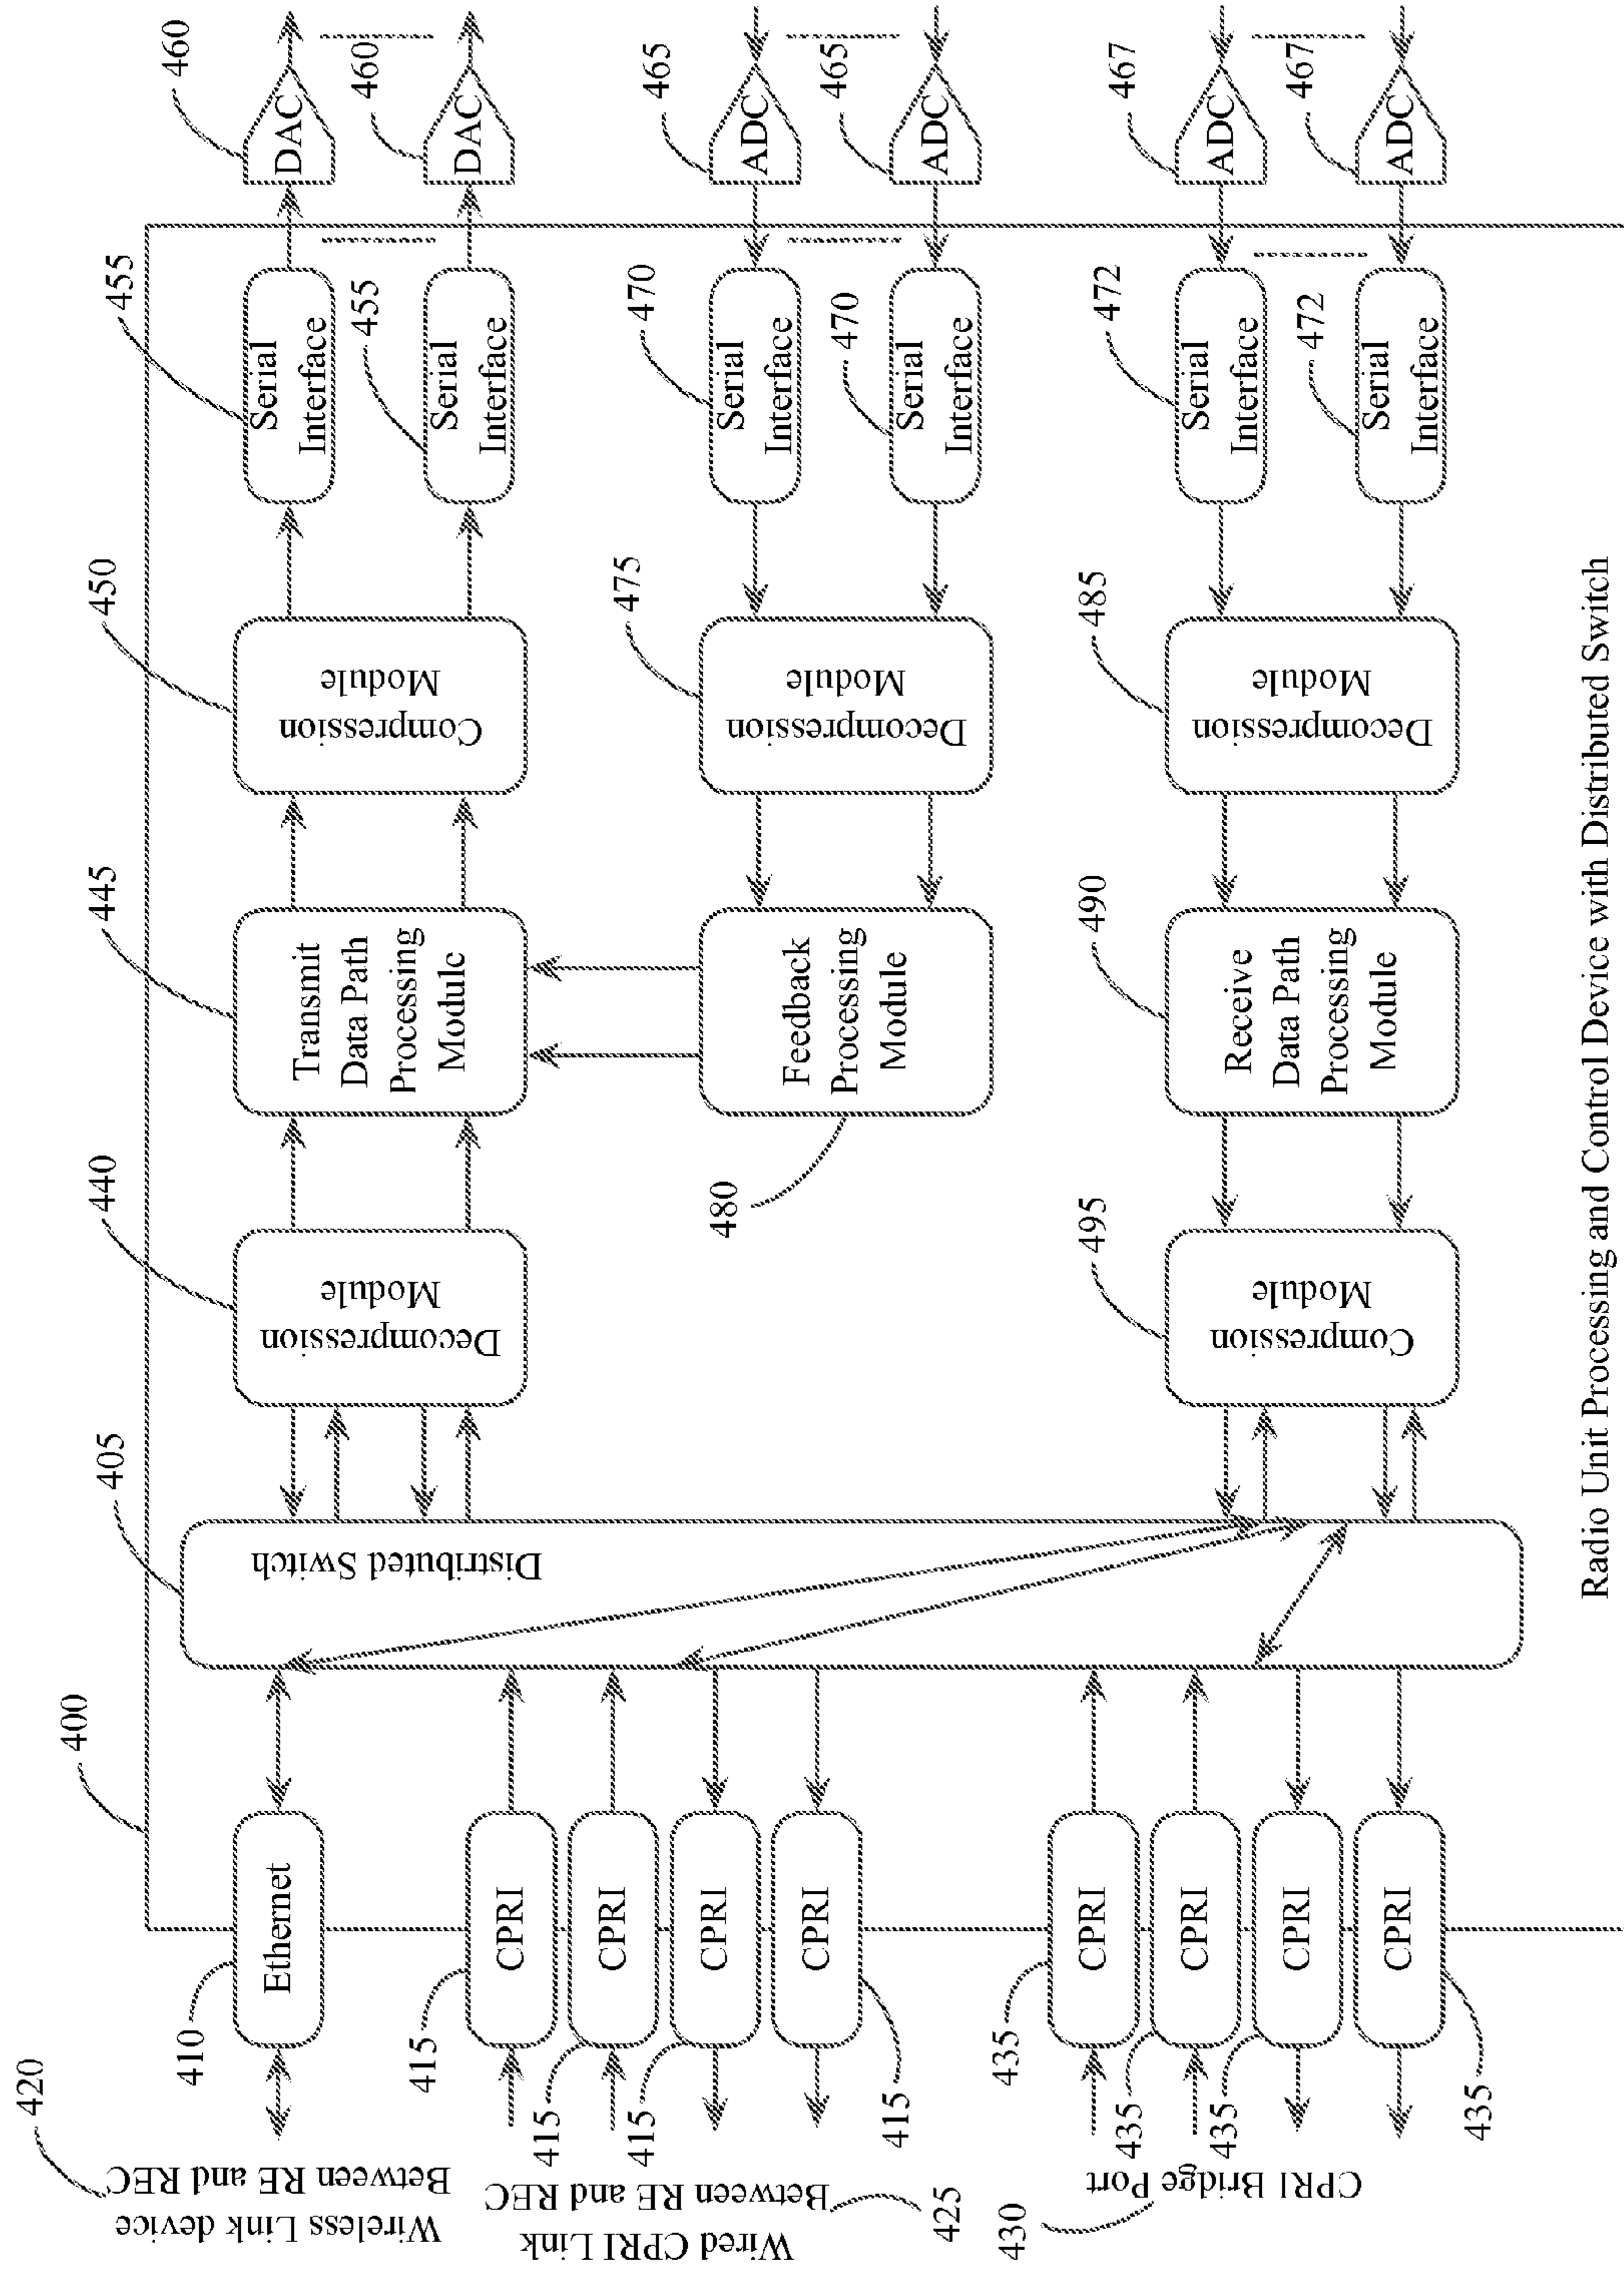 420
Wireless Link device
Between RE and REC
410
Ethernet
400
405
Distributed Switch
440
Decompression
Module
445
Transmit
Data Path
Processing
Module
450
Compression
Module
455
Serial
Interface
455
Serial
Interface
460
DAC
460
DAC
415
CPRI
415
CPRI
415
CPRI
415
CPRI
Wired CPRI Link
Between RE and REC
425
480
Feedback
Processing
Module
475
Decompression
Module
470
Serial
Interface
470
Serial
Interface
465
ADC
465
ADC
430
CPRI Bridge Port
435
CPRI
435
CPRI
435
CPRI
435
CPRI
495
Compression
Module
490
Receive
Data Path
Processing
Module
485
Decompression
Module
472
Serial
Interface
472
Serial
Interface
467
ADC
467
ADC
Radio Unit Processing and Control Device with Distributed Switch